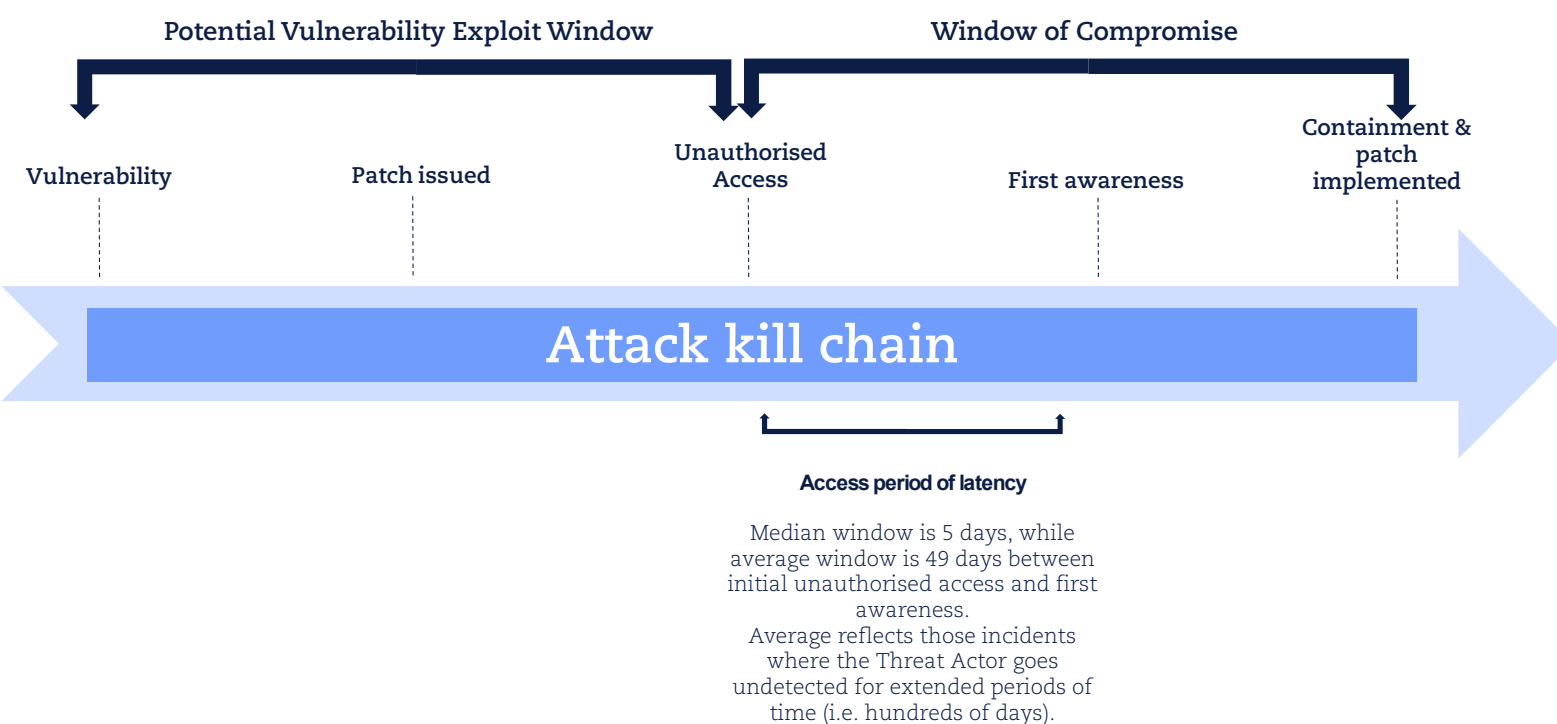 Potential Vulnerability Exploit Window
Window of Compromise
Vulnerability
Patch issued
Unauthorised
Access
First awareness
Containment &
patch
implemented
Attack kill chain
Access period of latency
Median window is 5 days, while
average window is 49 days between
initial unauthorised access and first
awareness.
Average reflects those incidents
where the Threat Actor goes
undetected for extended periods of
time (i.e. hundreds of days).